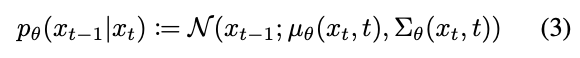 pθ(xt−1|xt) := 𝒩(xt−1; μθ(xt, t), Σθ(xt, t)) (3)